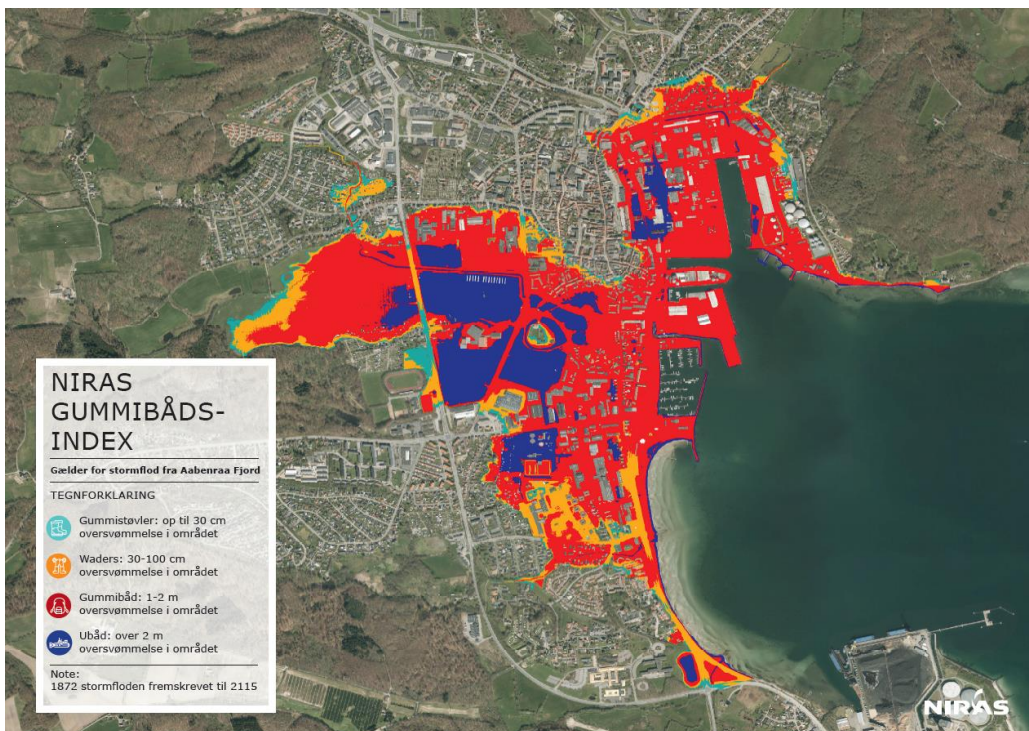 NIRAS
GUMMIBÅDS-
INDEX
Gælder for stormflod fra Aabenraa Fjord
TEGNFORKLARING
Gummistøvler: op til 30 cm
oversvømmelse i området
Waders: 30-100 cm
oversvømmelse i området
Gummibåd: 1-2 m
oversvømmelse i området
Ubåd: over 2 m
oversvømmelse i området
Note:
1872 stormfloden fremskrevet til 2115
NIRAS